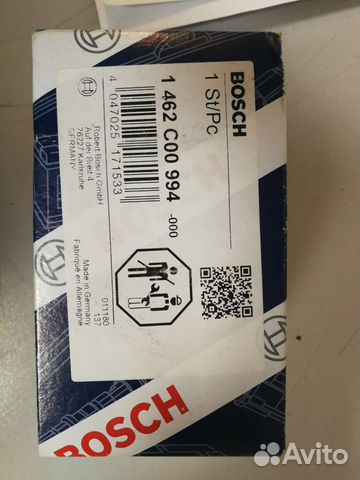 BOSCH
1 St/Pc
1 462 C00 994 -000
4 047025 171533
Robert Bosch GmbH
Auf der Breit 4
76227 Karlsruhe
GERMANY
011180
137
Made in Germany
Fabriqué en Allemagne
BOSCH
Avito